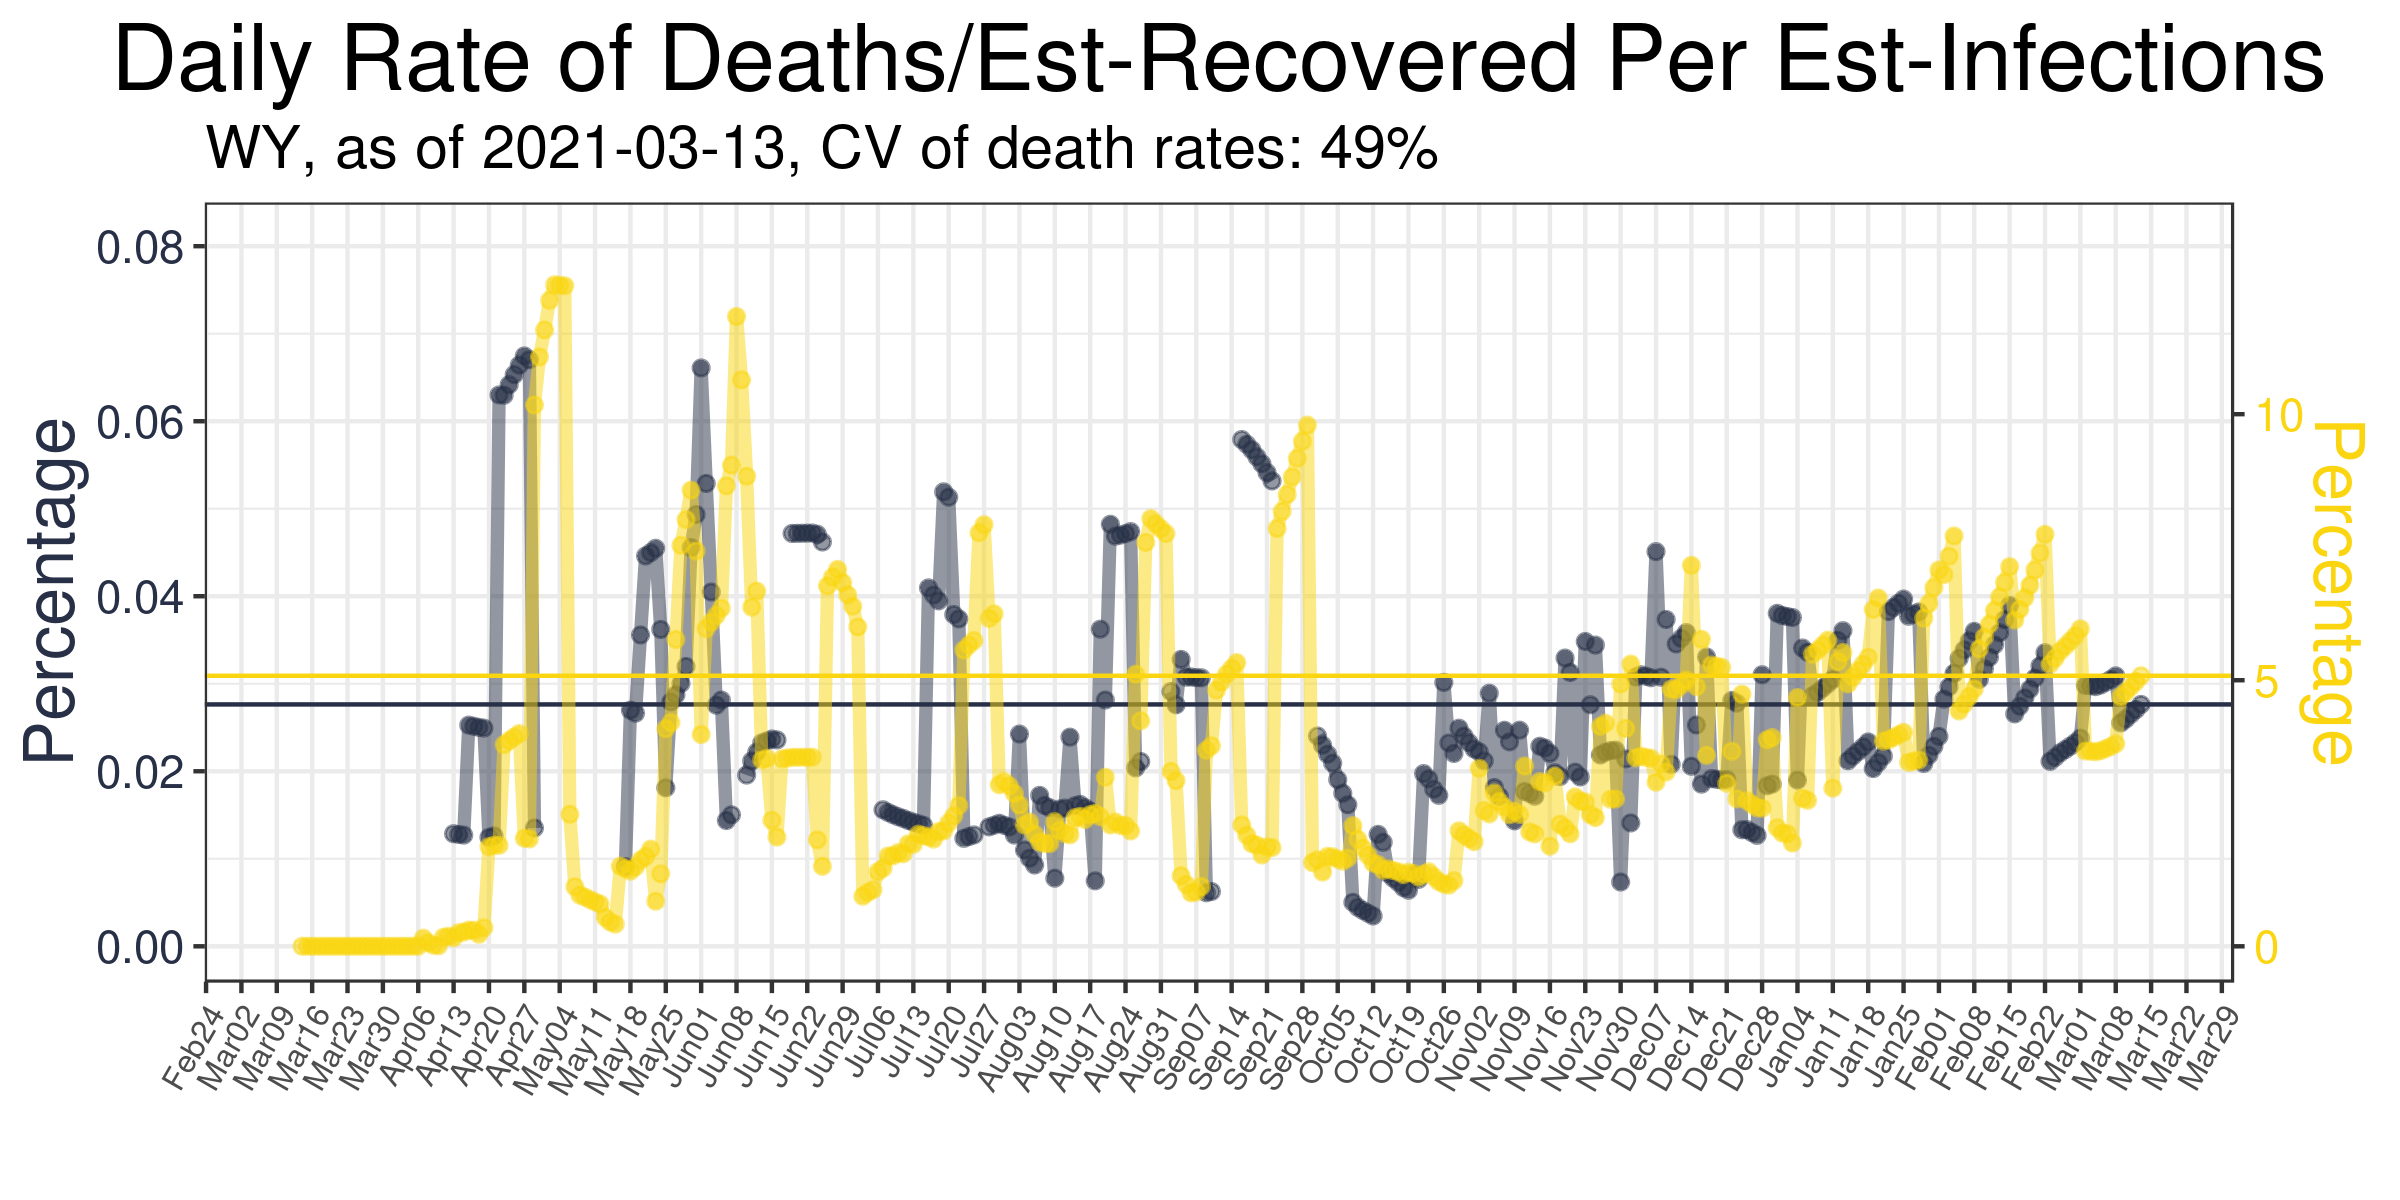 Daily Rate of Deaths/Est-Recovered Per Est-Infections
WY, as of 2021-03-13, CV of death rates: 49%
Percentage
0.08
0.06
0.04
0.02
0.00
10
5
0
Percentage
Feb24
Mar02
Mar09
Mar16
Mar23
Mar30
Apr06
Apr13
Apr20
Apr27
May04
May11
May18
May25
Jun01
Jun08
Jun15
Jun22
Jun29
Jul06
Jul13
Jul20
Jul27
Aug03
Aug10
Aug17
Aug24
Aug31
Sep07
Sep14
Sep21
Sep28
Oct05
Oct12
Oct19
Oct26
Nov02
Nov09
Nov16
Nov23
Nov30
Dec07
Dec14
Dec21
Dec28
Jan04
Jan11
Jan18
Jan25
Feb01
Feb08
Feb15
Feb22
Mar01
Mar08
Mar15
Mar22
Mar29